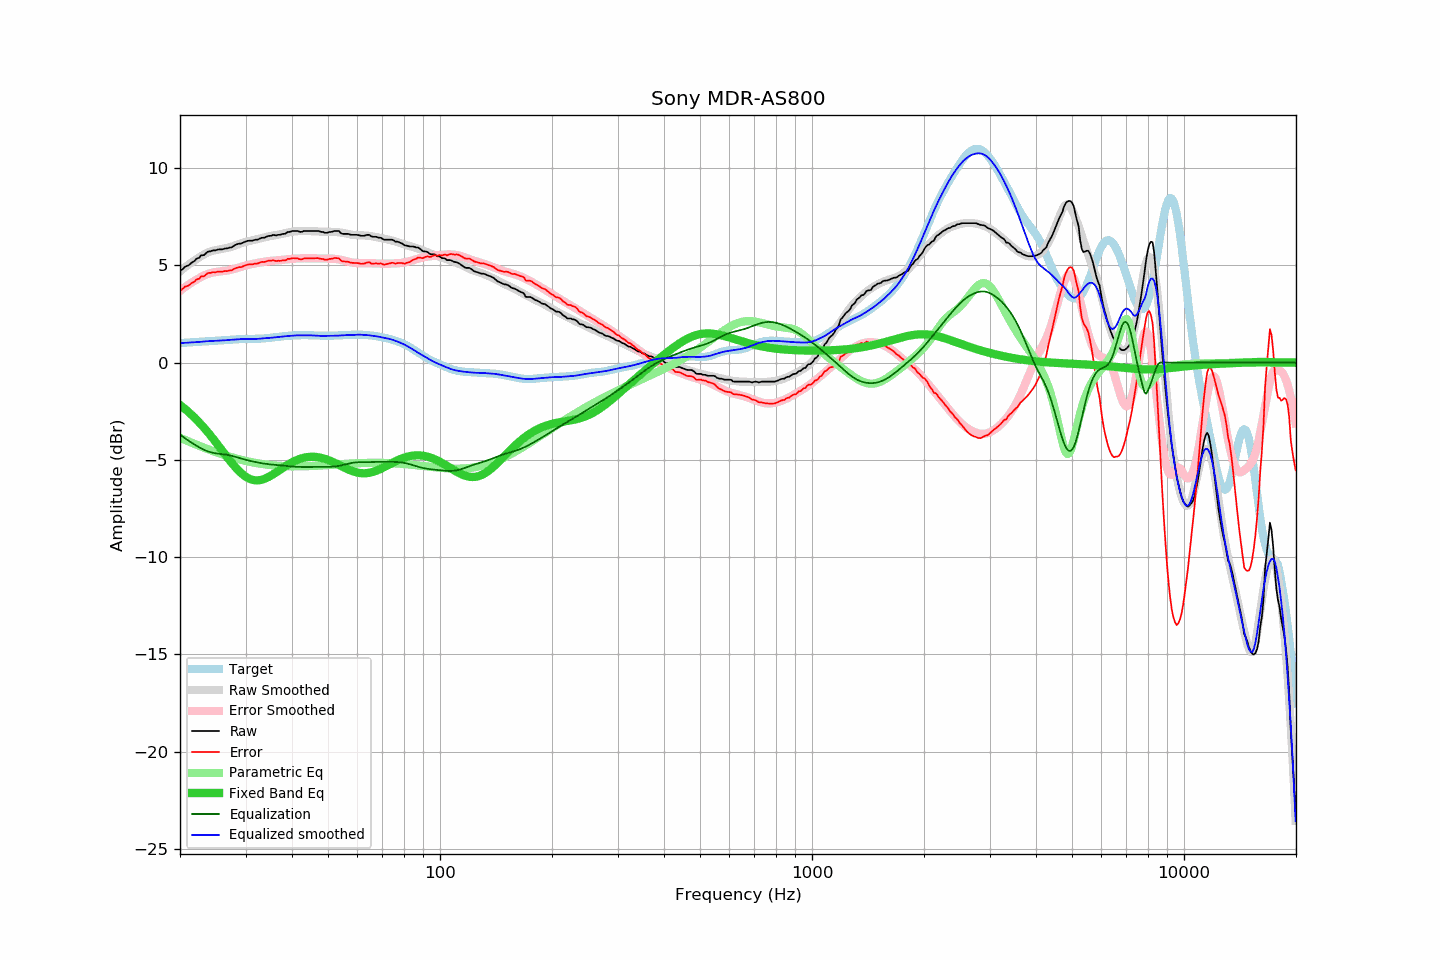 Sony MDR-AS800
10
5
0
−5
−10
−15
−20
−25
Amplitude (dBr)
Target
Raw Smoothed
Error Smoothed
Raw
Error
Parametric Eq
Fixed Band Eq
Equalization
Equalized smoothed
100
1000
10000
Frequency (Hz)